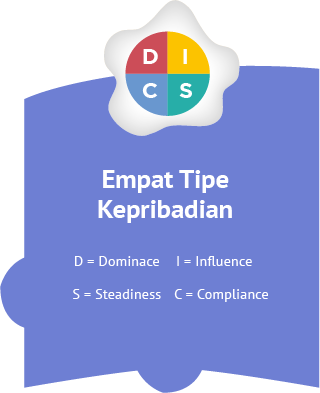 D I
C S
Empat Tipe
Kepribadian
D = Dominace I = Influence
S = Steadiness C = Compliance